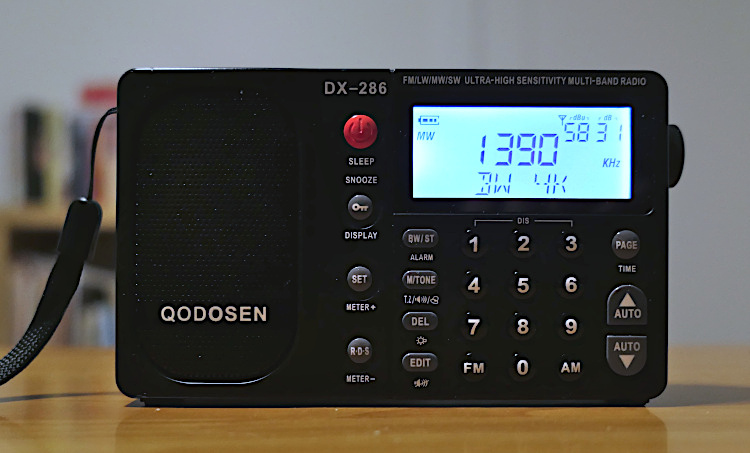 DX-286
FM/LW/MW/SW ULTRA-HIGH SENSITIVITY MULTI-BAND RADIO
MW
dBu dB
58 31
1390
KHz
BW 4K
SLEEP
SNOOZE
DISPLAY
SET
METER+
R·D·S
METER-
QODOSEN
BW/ST
ALARM
M/TONE
DEL
EDIT
DIS
1 2 3
4 5 6
7 8 9
FM 0 AM
PAGE
TIME
AUTO
AUTO